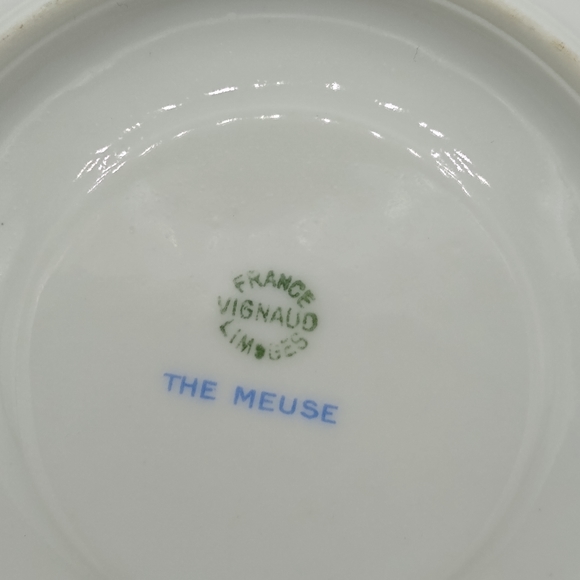 FRANCE
VIGNAUD
LIMOGES
THE MEUSE